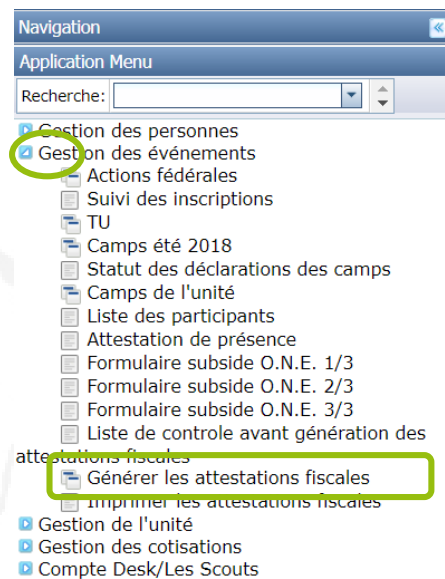 Navigation
Application Menu
Recherche:
Gestion des personnes
Gestion des événements
Actions fédérales
Suivi des inscriptions
TU
Camps été 2018
Statut des déclarations des camps
Camps de l'unité
Liste des participants
Attestation de présence
Formulaire subside O.N.E. 1/3
Formulaire subside O.N.E. 2/3
Formulaire subside O.N.E. 3/3
Liste de controle avant génération des
attestations fiscales
Générer les attestations fiscales
Imprimer les attestations fiscales
Gestion de l'unité
Gestion des cotisations
Compte Desk/Les Scouts